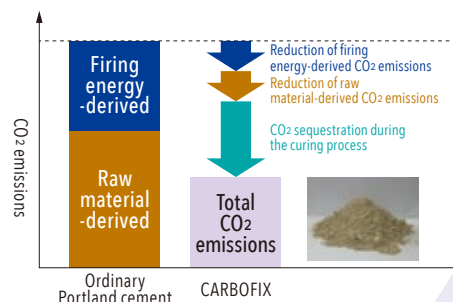 CO2 emissions
Firing
energy
-derived
Raw
material
-derived
Reduction of firing
energy-derived CO2 emissions
Reduction of raw
material-derived CO2 emissions
CO2 sequestration during
the curing process
Total
CO2
emissions
Ordinary
Portland cement
CARBOFIX